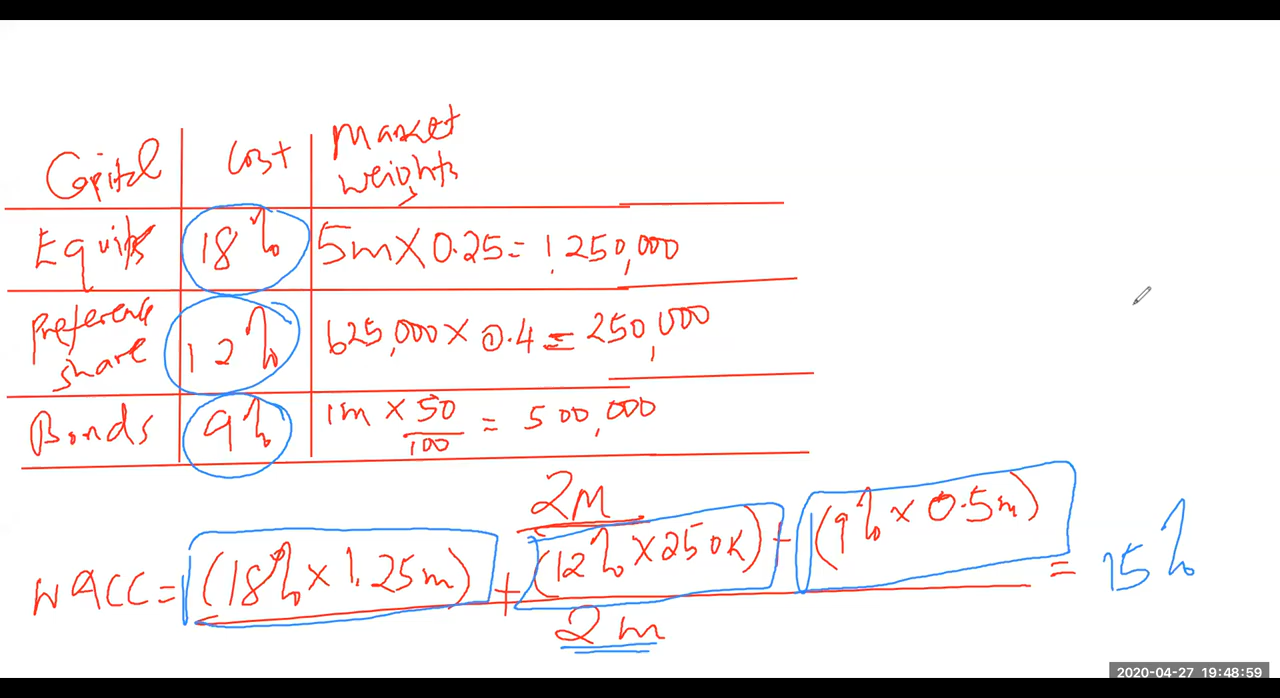 Capital Cost Market weights
Equity 18% 5m X 0.25 = 1,250,000
Preference share 12% 625,000 X 0.4 = 250,000
Bonds 9% 1m X 50/100 = 500,000
2M
WACC = (18% x 1.25m) + (12% X 250K) + (9% x 0.5m) = 15%
2m
2020-04-27 19:48:59